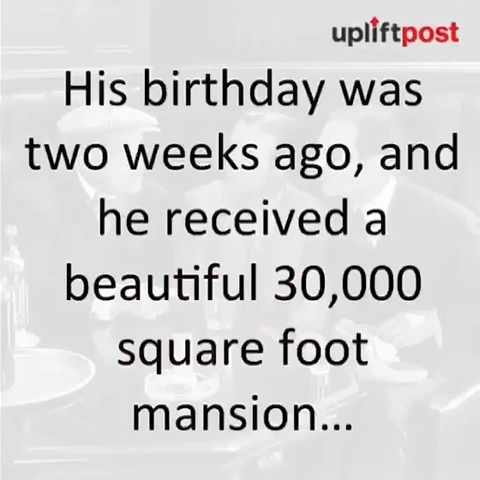 upliftpost
His birthday was
two weeks ago, and
he received a
beautiful 30,000
square foot
mansion...